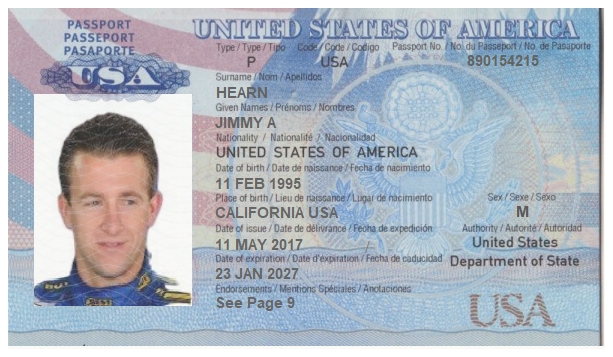 PASSPORT
PASSEPORT
PASAPORTE
USA
UNITED STATES OF AMERICA
Type / Type / Tipo Code / Code / Codigo Passport No. / No. du Passeport / No. de Pasaporte
P USA 890154215
Surname / Nom / Apellidos
HEARN
Given Names / Prénoms / Nombres
JIMMY A
Nationality / Nationalité / Nacionalidad
UNITED STATES OF AMERICA
Date of birth / Date de naissance / Fecha de nacimiento
11 FEB 1995
Place of birth / Lieu de naissance / Lugar de nacimiento Sex / Sexe / Sexo
CALIFORNIA USA M
Date of issue / Date de délivrance / Fecha de expedición Authority / Autorité / Autoridad
11 MAY 2017 United States
Date of expiration / Date d'expiration / Fecha de caducidad Department of State
23 JAN 2027
Endorsements / Mentions Spéciales / Anotaciones
See Page 9
USA